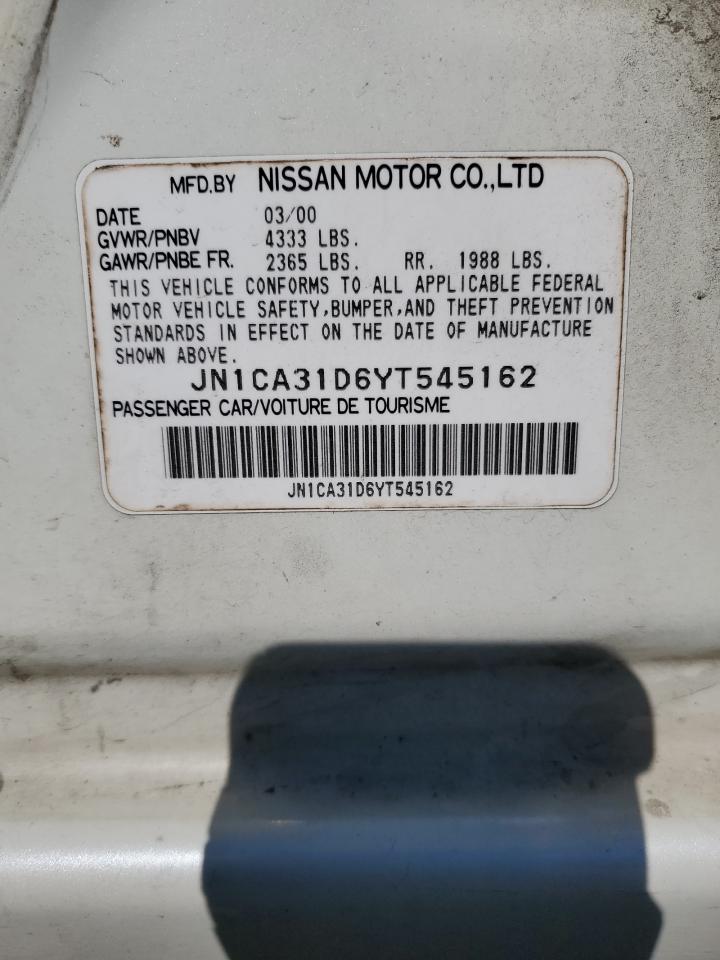 MFD.BY NISSAN MOTOR CO.,LTD
DATE 03/00
GVWR/PNBV 4333 LBS.
GAWR/PNBE FR. 2365 LBS. RR. 1988 LBS.
THIS VEHICLE CONFORMS TO ALL APPLICABLE FEDERAL
MOTOR VEHICLE SAFETY,BUMPER,AND THEFT PREVENTION
STANDARDS IN EFFECT ON THE DATE OF MANUFACTURE
SHOWN ABOVE.
JN1CA31D6YT545162
PASSENGER CAR/VOITURE DE TOURISME
JN1CA31D6YT545162